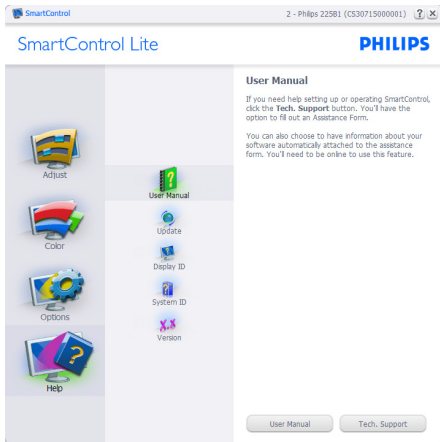 SmartControl
2 - Philips 225B1 (CS30715000001)
SmartControl Lite
PHILIPS
Adjust
Color
Options
Help
User Manual
Update
Display ID
System ID
X.X
Version
User Manual
If you need help setting up or operating SmartControl,
click the Tech. Support button. You'll have the
option to fill out an Assistance Form.
You can also choose to have information about your
software automatically attached to the assistance
form. You'll need to be online to use this feature.
User Manual
Tech. Support